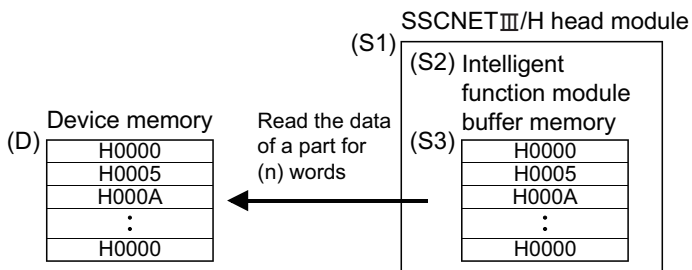 SSCNETⅢ/H head module
(S1)
(S2) Intelligent
function module
buffer memory
Device memory
Read the data
of a part for
(n) words
(D)
(S3)
H0000
H0005
H000A
:
H0000
H0000
H0005
H000A
:
H0000